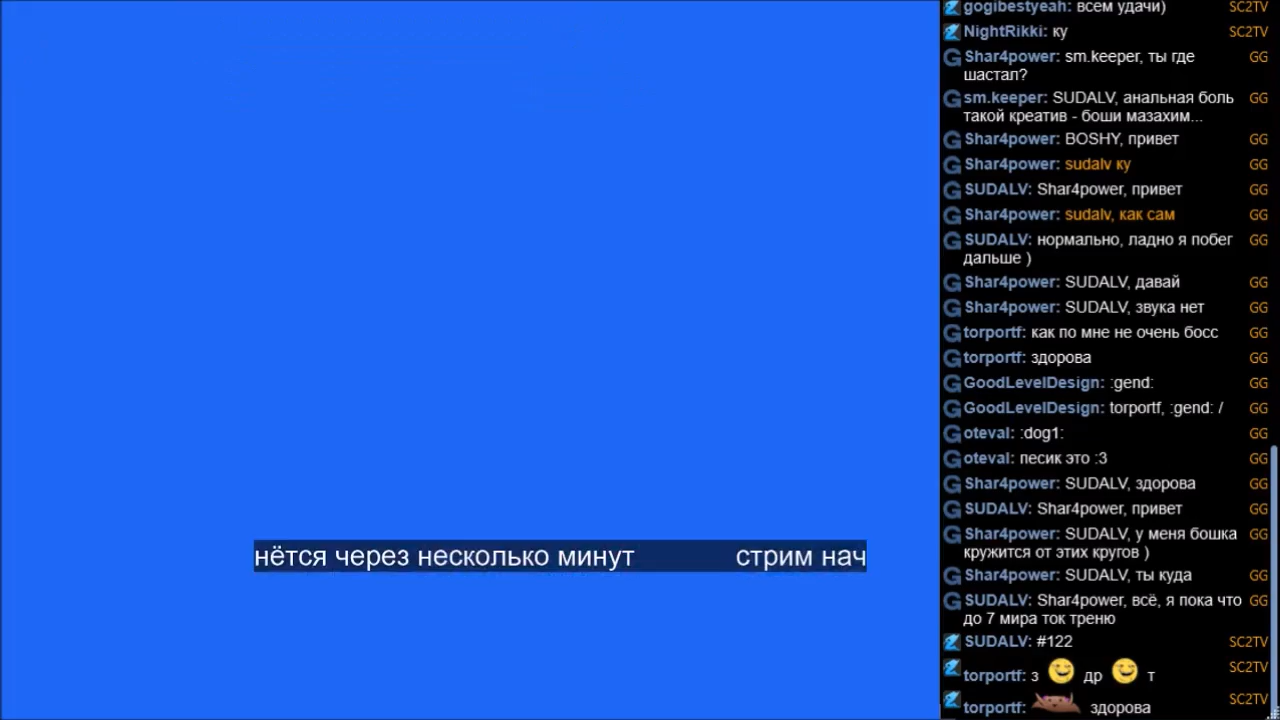 gogibestyeah: всем удачи) SC2TV
NightRikki: ку SC2TV
Shar4power: sm.keeper, ты где GG
шастал?
sm.keeper: SUDALV, анальная боль GG
такой креатив - боши мазахим...
Shar4power: BOSHY, привет GG
Shar4power: sudalv ку GG
SUDALV: Shar4power, привет GG
Shar4power: sudalv, как сам GG
SUDALV: нормально, ладно я побег GG
дальше )
Shar4power: SUDALV, давай GG
Shar4power: SUDALV, звука нет GG
torportf: как по мне не очень босс GG
torportf: здорова GG
GoodLevelDesign: :gend: GG
GoodLevelDesign: torportf, :gend: / GG
oteval: :dog1: GG
oteval: песик это :3 GG
Shar4power: SUDALV, здорова GG
SUDALV: Shar4power, привет GG
Shar4power: SUDALV, у меня бошка GG
кружится от этих кругов )
Shar4power: SUDALV, ты куда GG
SUDALV: Shar4power, всё, я пока что GG
до 7 мира ток треню
SUDALV: #122 SC2TV
torportf: з др т SC2TV
torportf: здорова SC2TV
нётся через несколько минут стрим нач